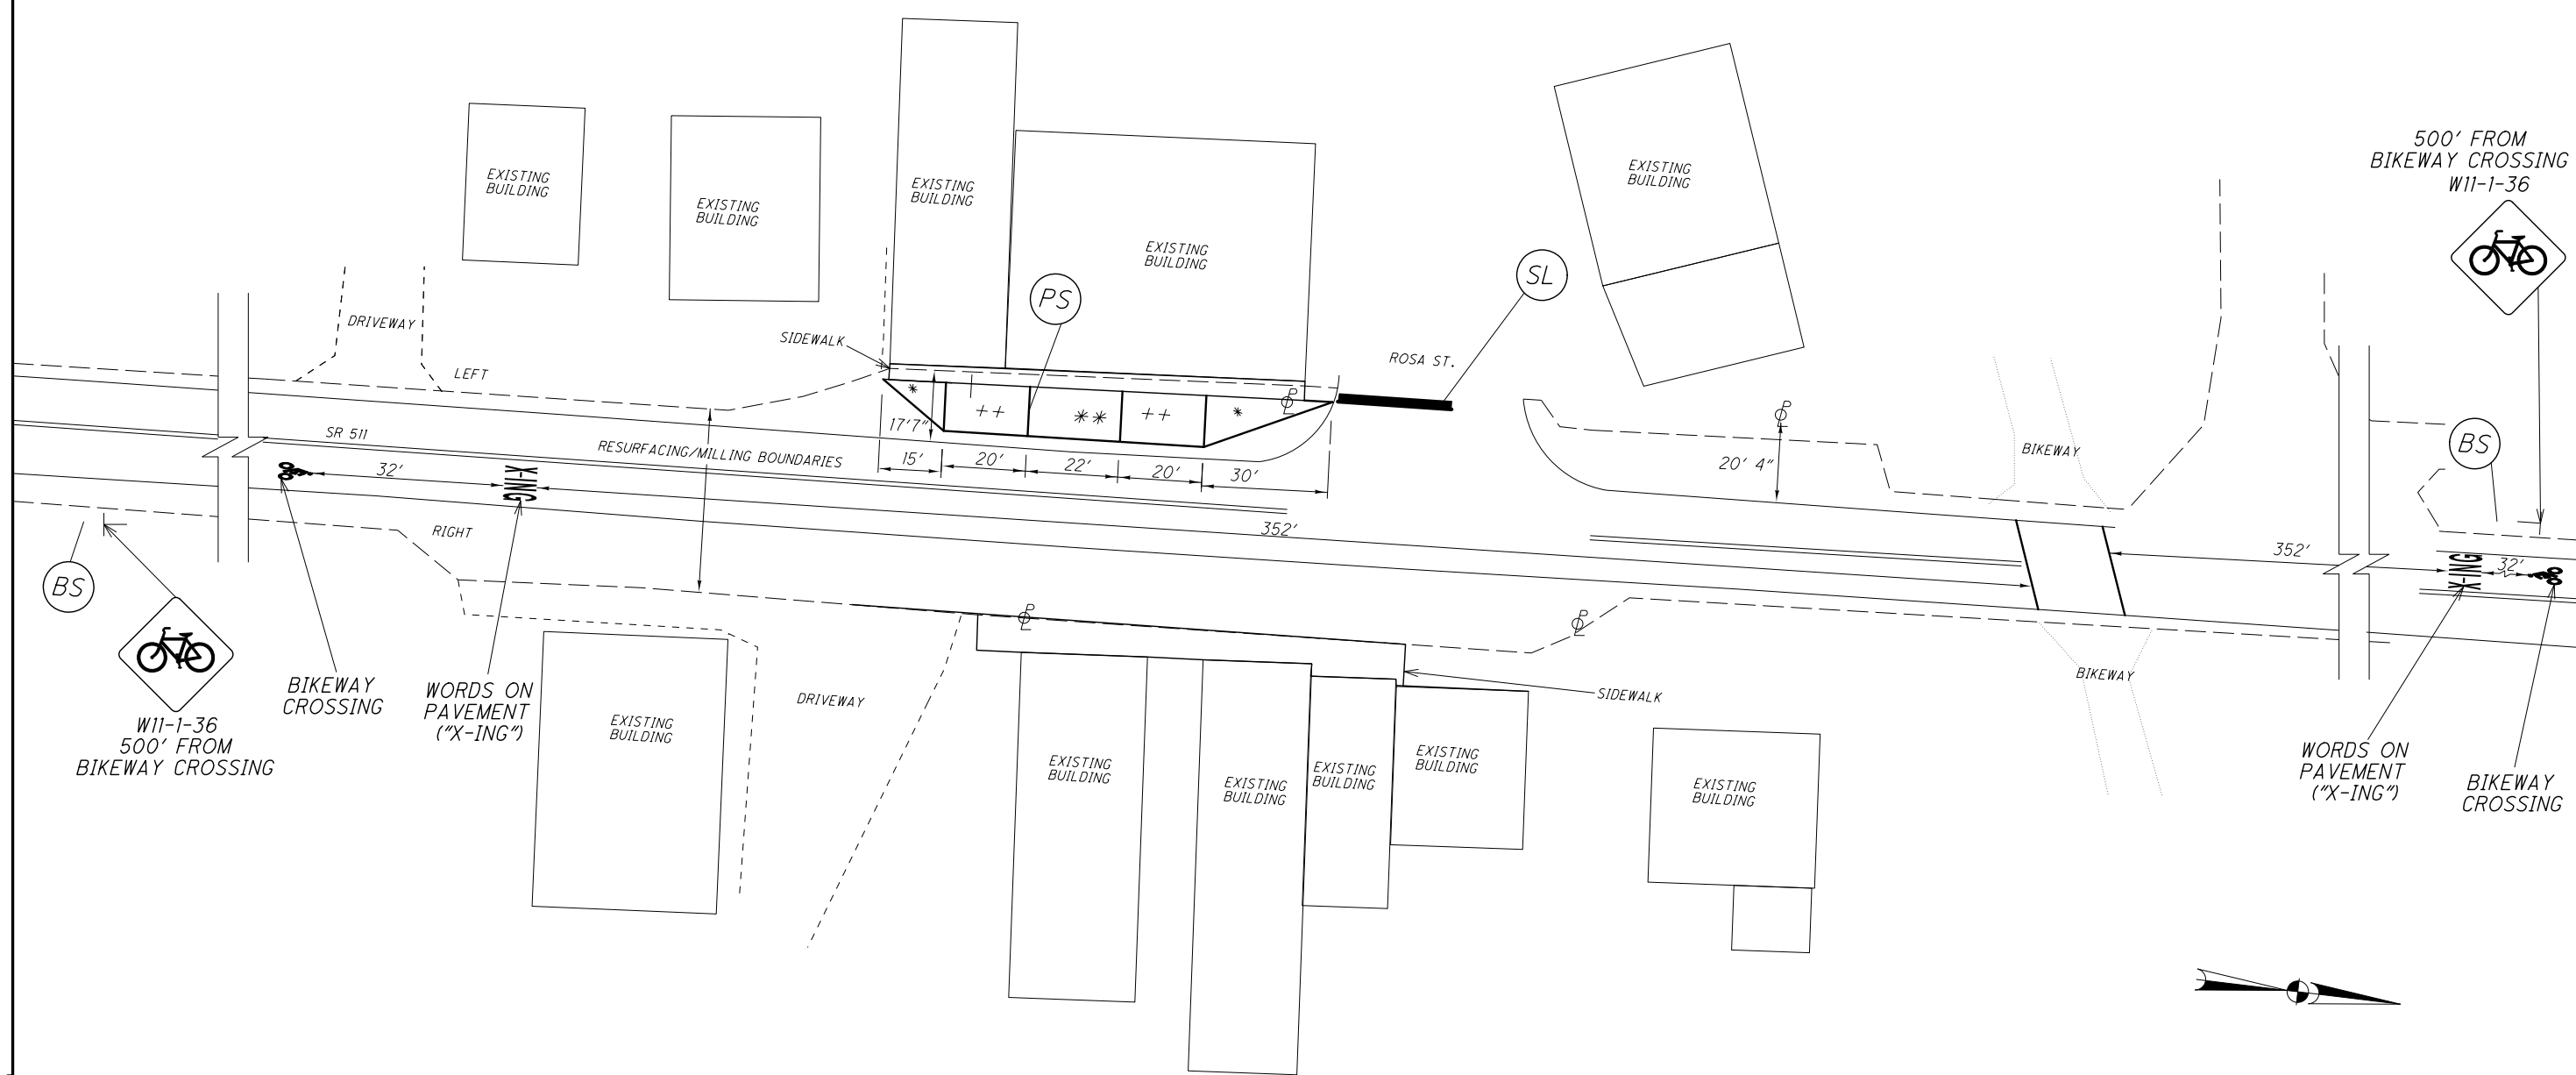 500' FROM
BIKEWAY CROSSING
W11-1-36
EXISTING
BUILDING
EXISTING
BUILDING
EXISTING
BUILDING
EXISTING
BUILDING
EXISTING
BUILDING
PS
SL
DRIVEWAY
SIDEWALK
ROSA ST.
LEFT
*
++
**
++
*
17'7"
SR 511
RESURFACING/MILLING BOUNDARIES
15'
20'
22'
20'
30'
20' 4"
BIKEWAY
BS
32'
X-ING
352'
352'
X-ING
32'
RIGHT
BS
BIKEWAY
CROSSING
WORDS ON
PAVEMENT
("X-ING")
W11-1-36
500' FROM
BIKEWAY CROSSING
EXISTING
BUILDING
DRIVEWAY
SIDEWALK
BIKEWAY
EXISTING
BUILDING
EXISTING
BUILDING
EXISTING
BUILDING
EXISTING
BUILDING
EXISTING
BUILDING
WORDS ON
PAVEMENT
("X-ING")
BIKEWAY
CROSSING